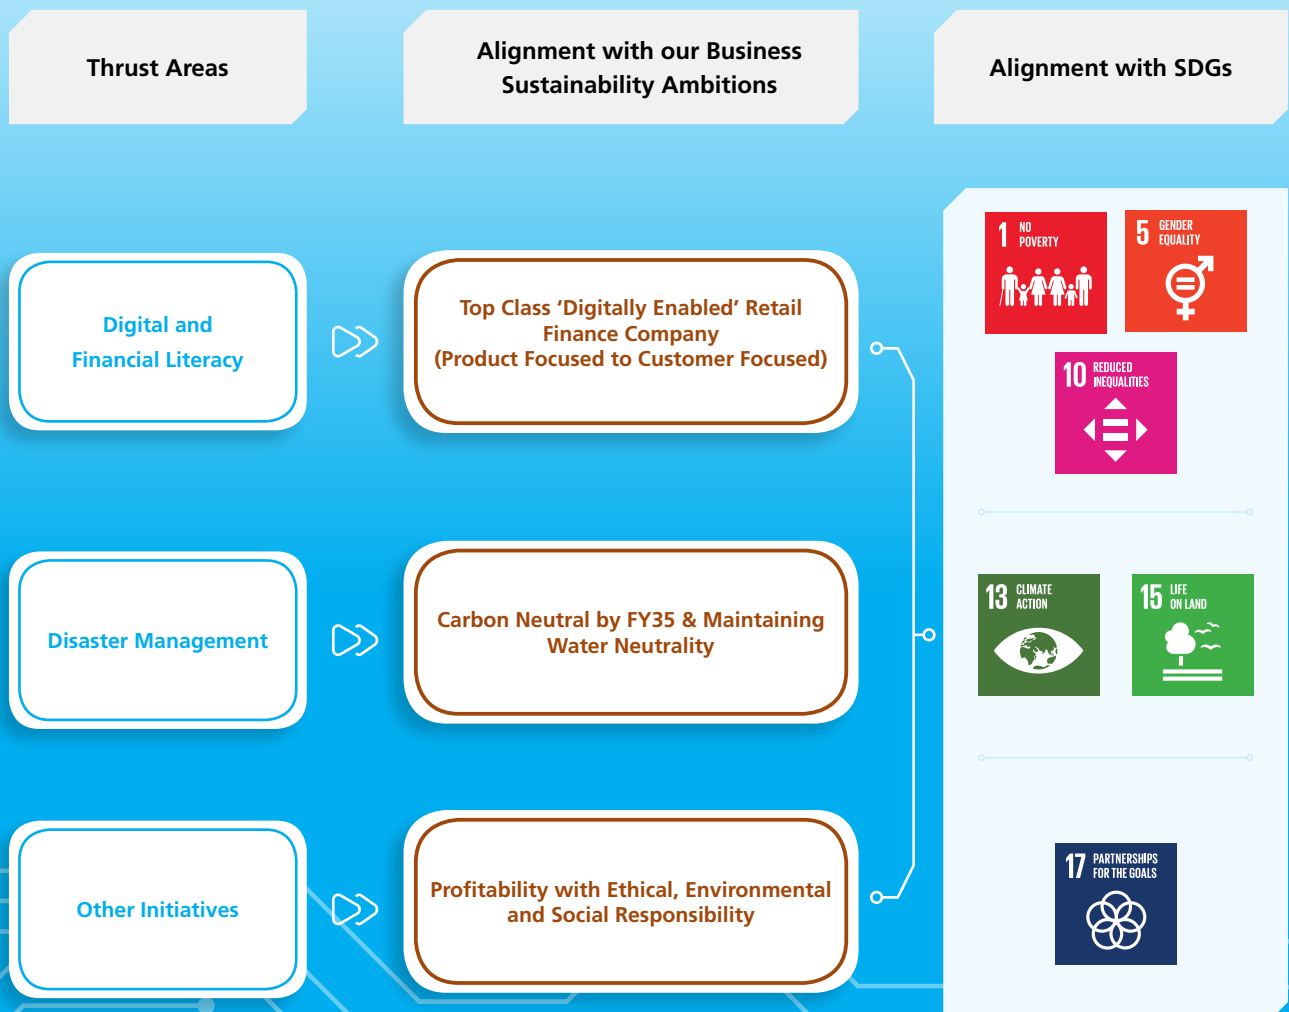 Thrust Areas
Alignment with our Business
Sustainability Ambitions
Alignment with SDGs
Digital and
Financial Literacy
Top Class ‘Digitally Enabled’ Retail
Finance Company
(Product Focused to Customer Focused)
1 NO
POVERTY
5 GENDER
EQUALITY
10 REDUCED
INEQUALITIES
Disaster Management
Carbon Neutral by FY35 & Maintaining
Water Neutrality
13 CLIMATE
ACTION
15 LIFE
ON LAND
Other Initiatives
Profitability with Ethical, Environmental
and Social Responsibility
17 PARTNERSHIPS
FOR THE GOALS